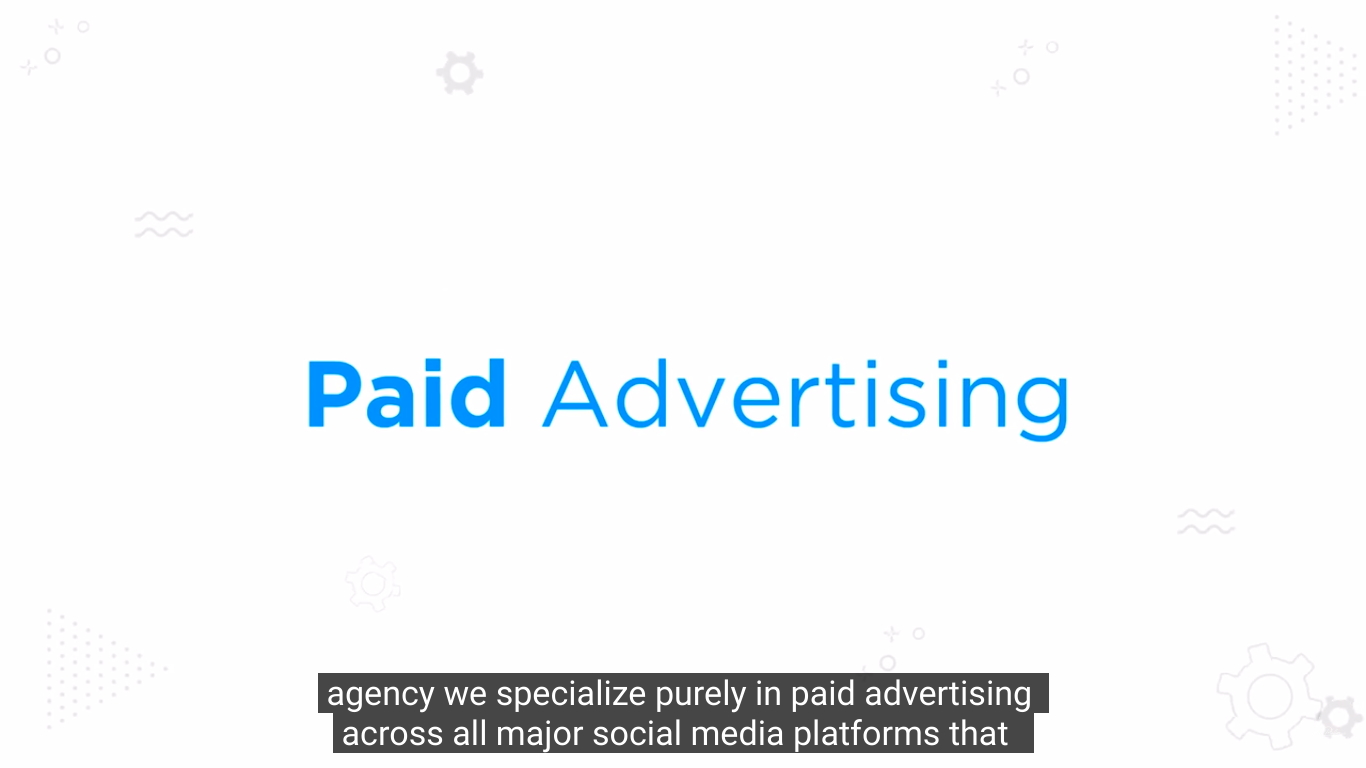 Paid Advertising
agency we specialize purely in paid advertising
across all major social media platforms that